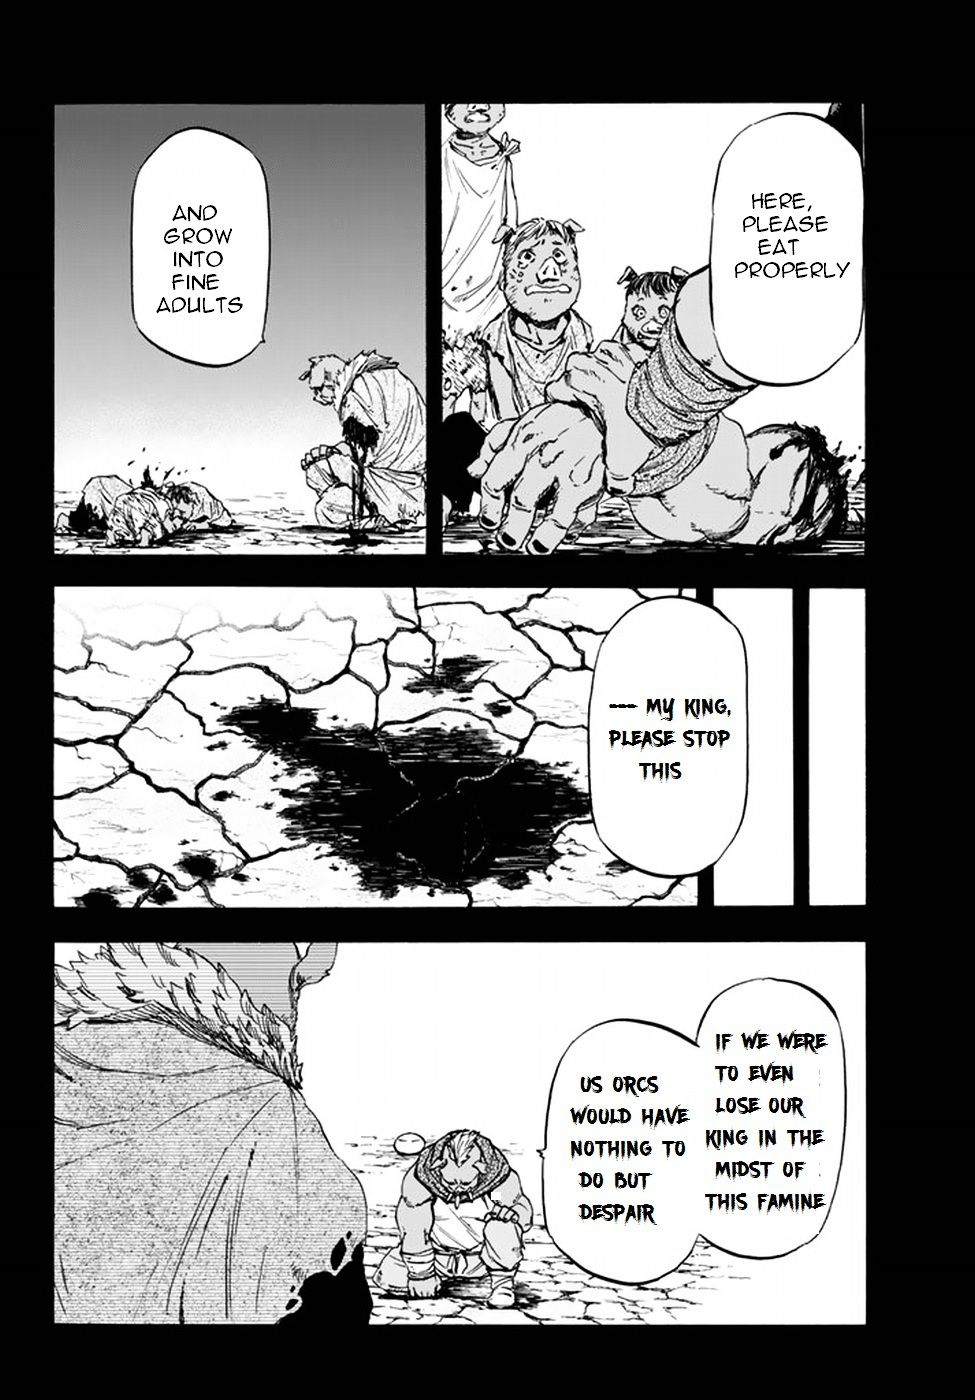 HERE,
PLEASE
EAT
PROPERLY
AND
GROW
INTO
FINE
ADULTS
--- MY KING,
PLEASE STOP
THIS
IF WE WERE
TO EVEN
LOSE OUR
KING IN THE
MIDST OF
THIS FAMINE
US ORCS
WOULD HAVE
NOTHING TO
DO BUT
DESPAIR